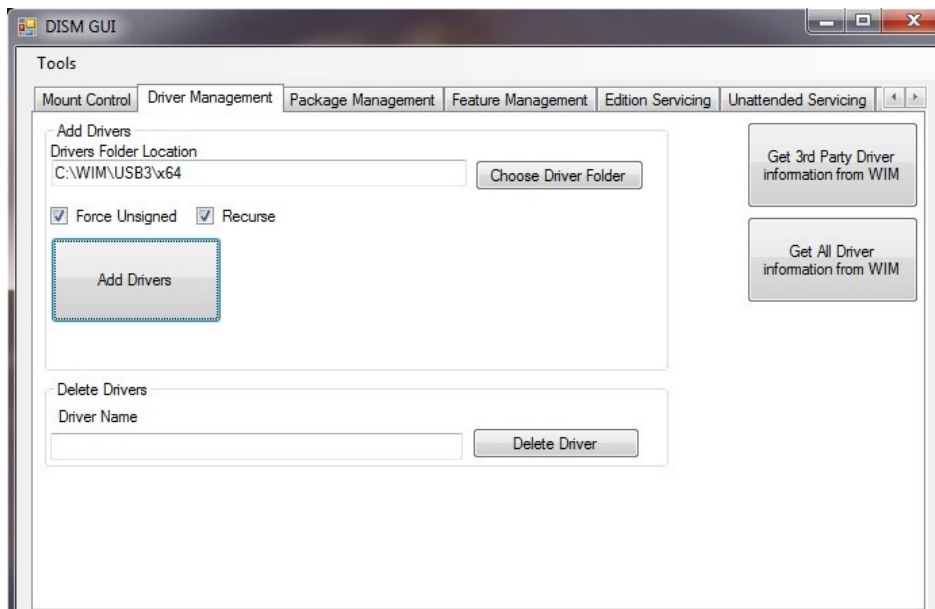 DISM GUI
Tools
Mount Control Driver Management Package Management Feature Management Edition Servicing Unattended Servicing
Add Drivers
Drivers Folder Location
C:\WIM\USB3\x64
Choose Driver Folder
Force Unsigned Recurse
Add Drivers
Get 3rd Party Driver
information from WIM
Get All Driver
information from WIM
Delete Drivers
Driver Name
Delete Driver